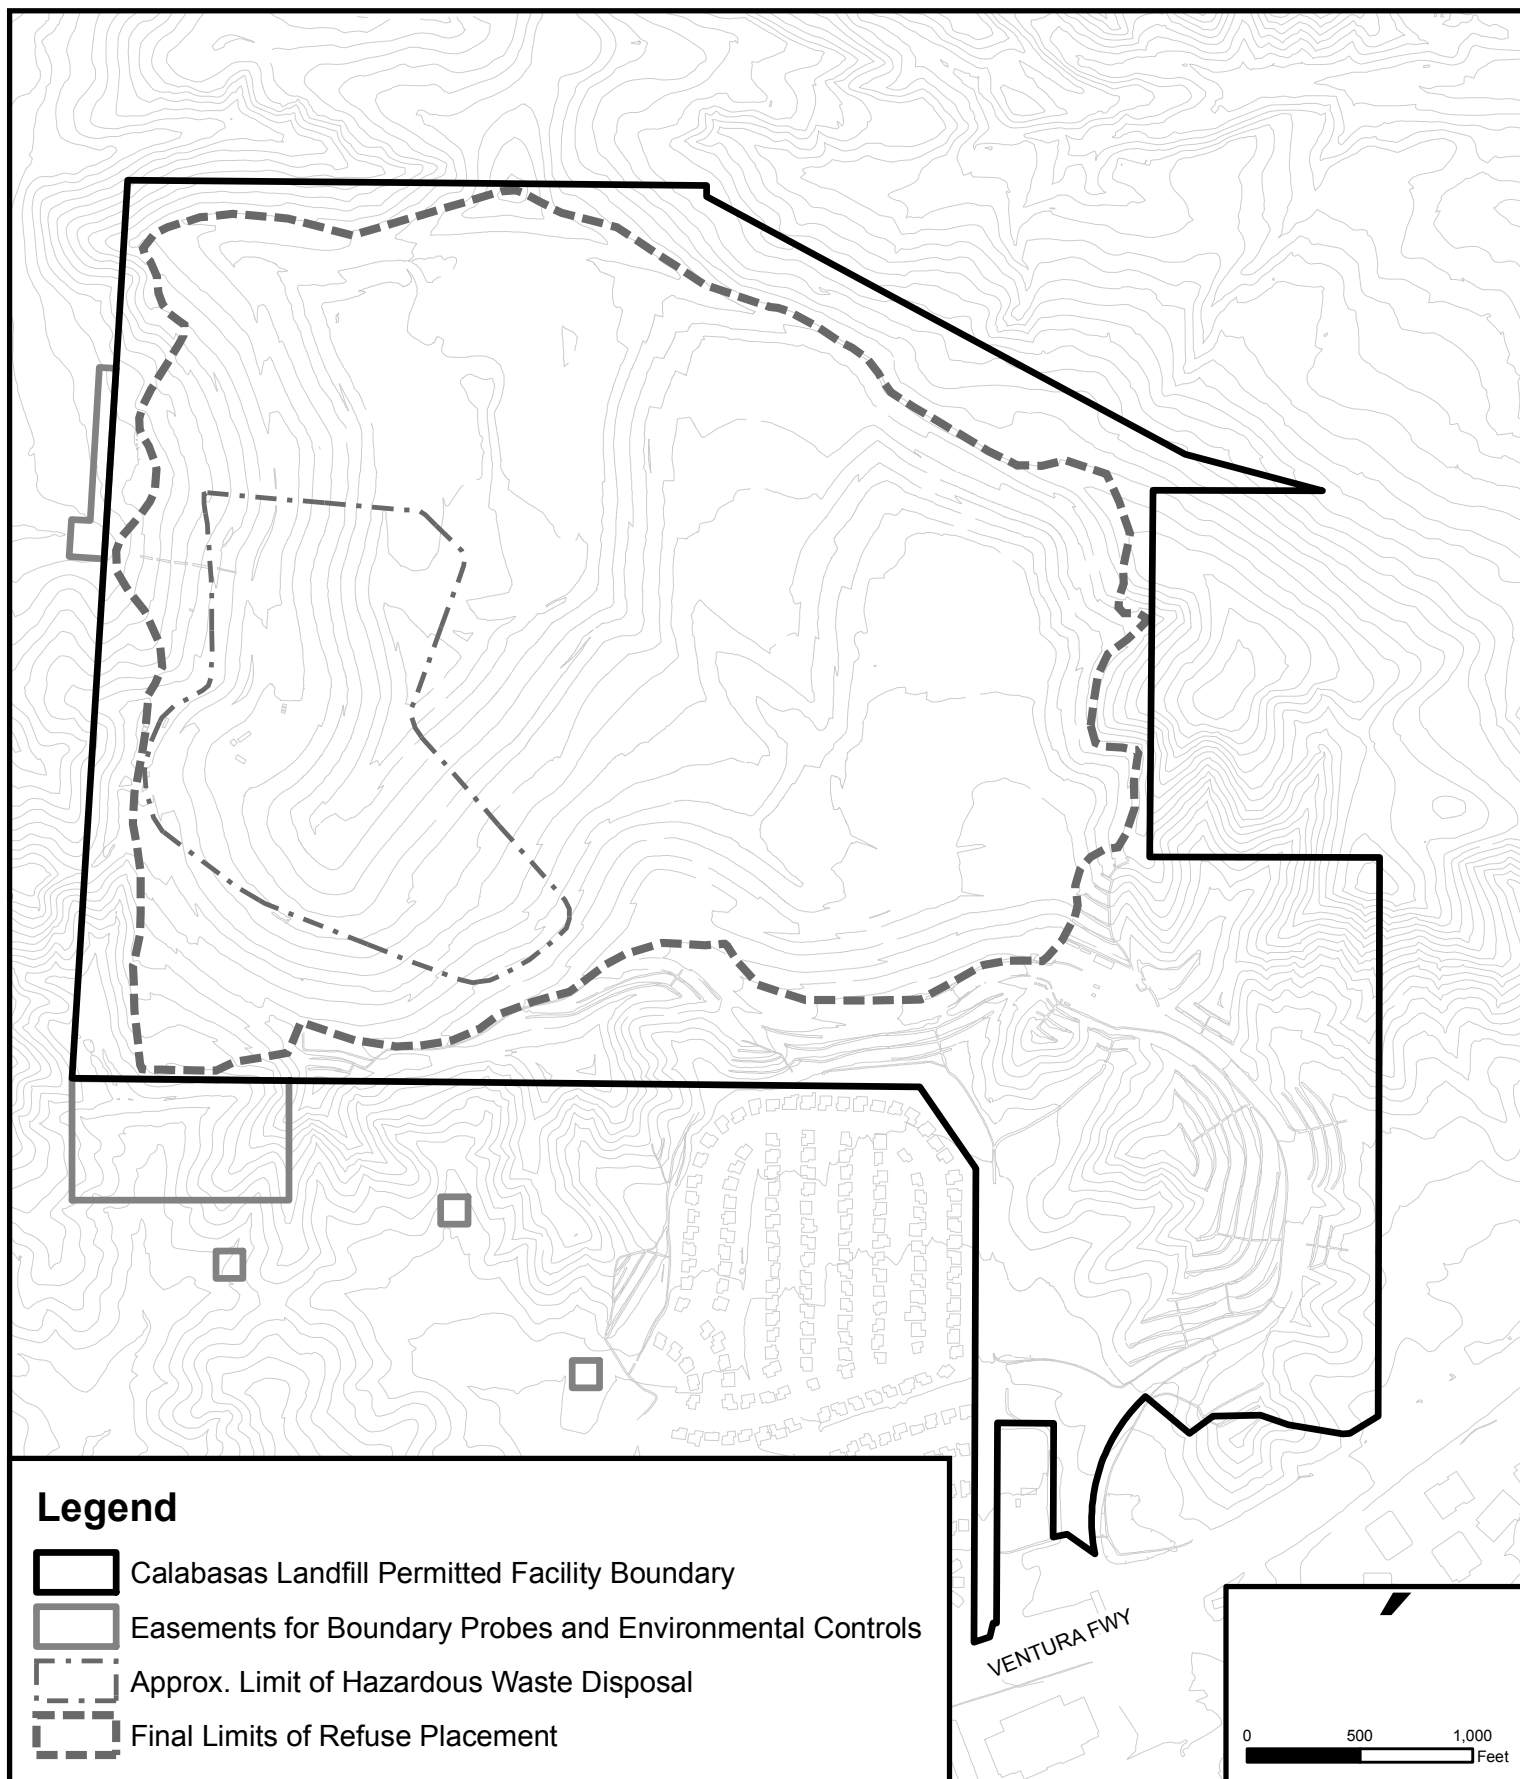 VENTURA FWY
Legend
Calabasas Landfill Permitted Facility Boundary
Easements for Boundary Probes and Environmental Controls
Approx. Limit of Hazardous Waste Disposal
Final Limits of Refuse Placement
0 500 1,000
Feet